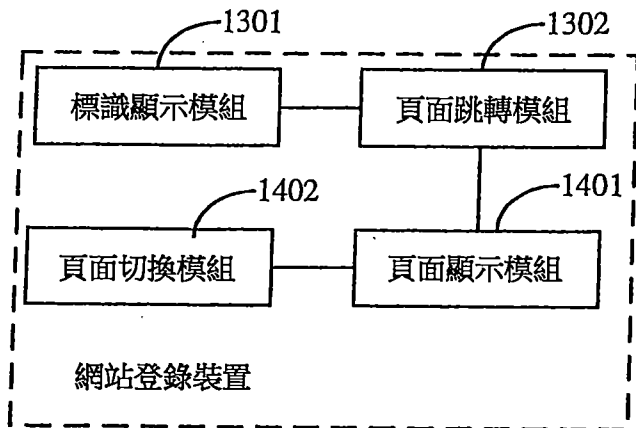 1301
1302
標識顯示模組
頁面跳轉模組
1402
1401
頁面切換模組
頁面顯示模組
網站登錄裝置